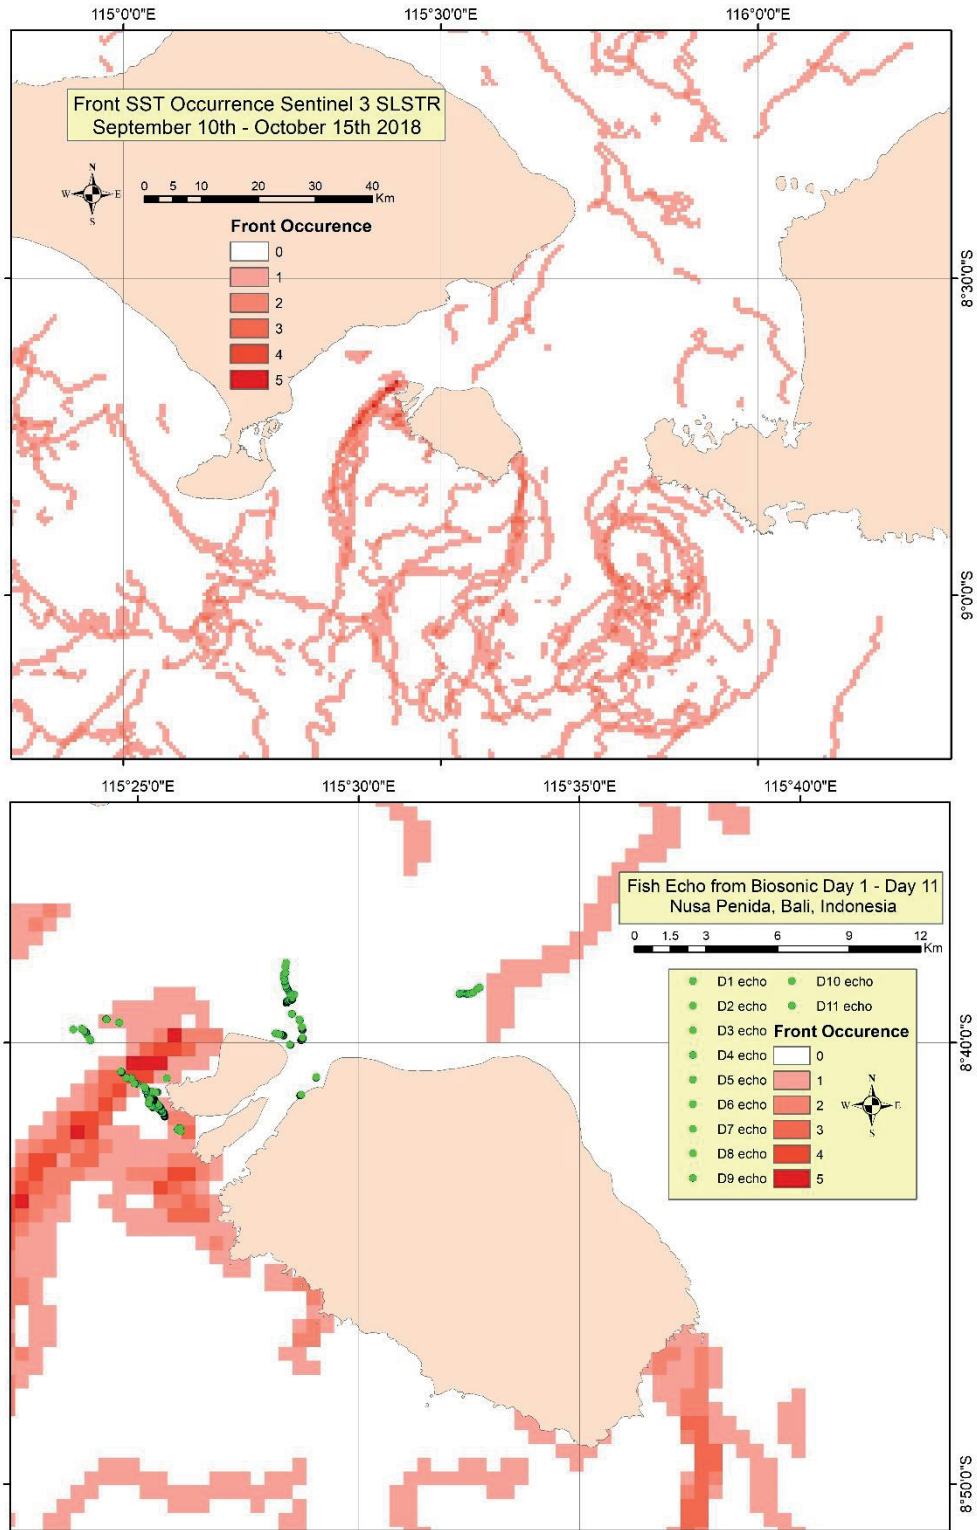 115°0'0"E 115°30'0"E 116°0'0"E
Front SST Occurrence Sentinel 3 SLSTR
September 10th - October 15th 2018
N
W E
S
0 5 10 20 30 40
Km
Front Occurence
0
1
2
3
4
5
8°30'0"S
9°0'0"S
115°25'0"E 115°30'0"E 115°35'0"E 115°40'0"E
Fish Echo from Biosonic Day 1 - Day 11
Nusa Penida, Bali, Indonesia
0 1.5 3 6 9 12
Km
D1 echo D10 echo
D2 echo D11 echo
D3 echo Front Occurence
D4 echo 0
D5 echo 1
D6 echo 2
D7 echo 3
D8 echo 4
D9 echo 5
N
W E
S
8°40'0"S
8°50'0"S